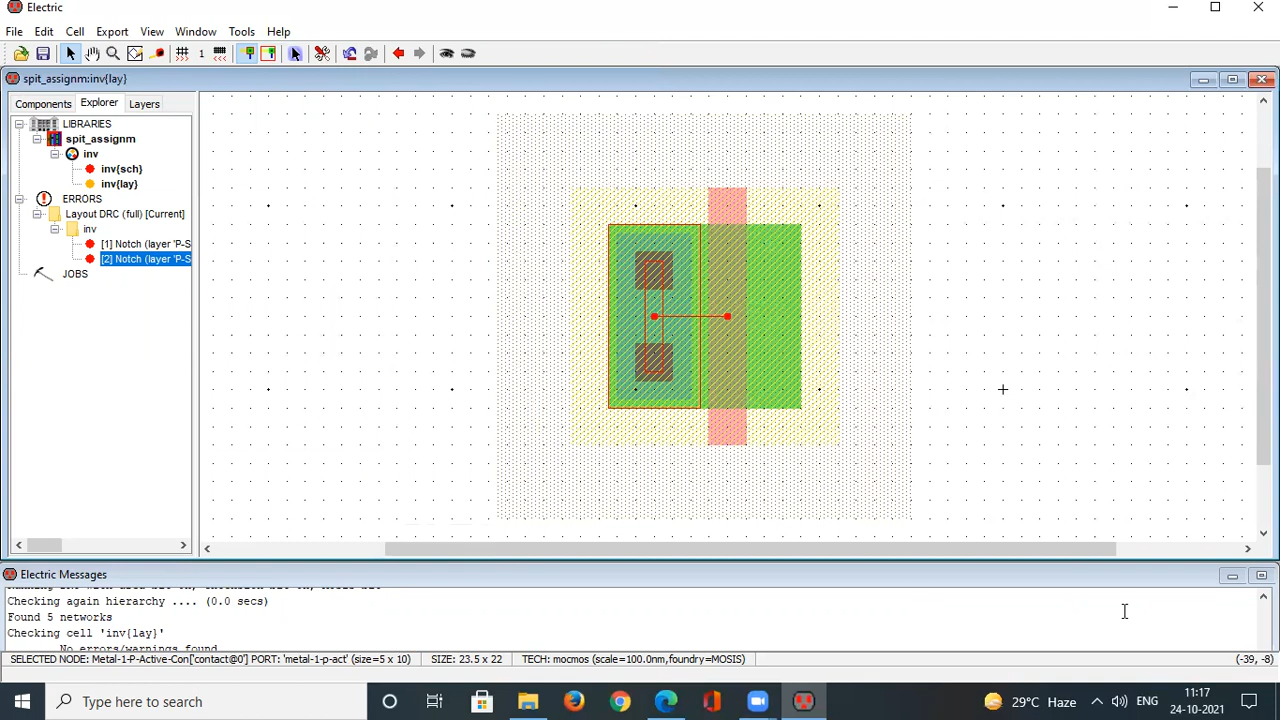 Electric
File Edit Cell Export View Window Tools Help
1
spit_assignm:inv{lay}
Components Explorer Layers
LIBRARIES
spit_assignm
inv
inv{sch}
inv{lay}
ERRORS
Layout DRC (full) [Current]
inv
[1] Notch (layer 'P-S
[2] Notch (layer 'P-S
JOBS
Electric Messages
Checking again hierarchy .... (0.0 secs)
Found 5 networks
Checking cell 'inv{lay}'
No errors/warnings found
SELECTED NODE: Metal-1-P-Active-Con['contact@0'] PORT: 'metal-1-p-act' (size=5 x 10) SIZE: 23.5 x 22 TECH: mocmos (scale=100.0nm,foundry=MOSIS) (-39, -8)
Type here to search
29°C Haze ENG 11:17
24-10-2021